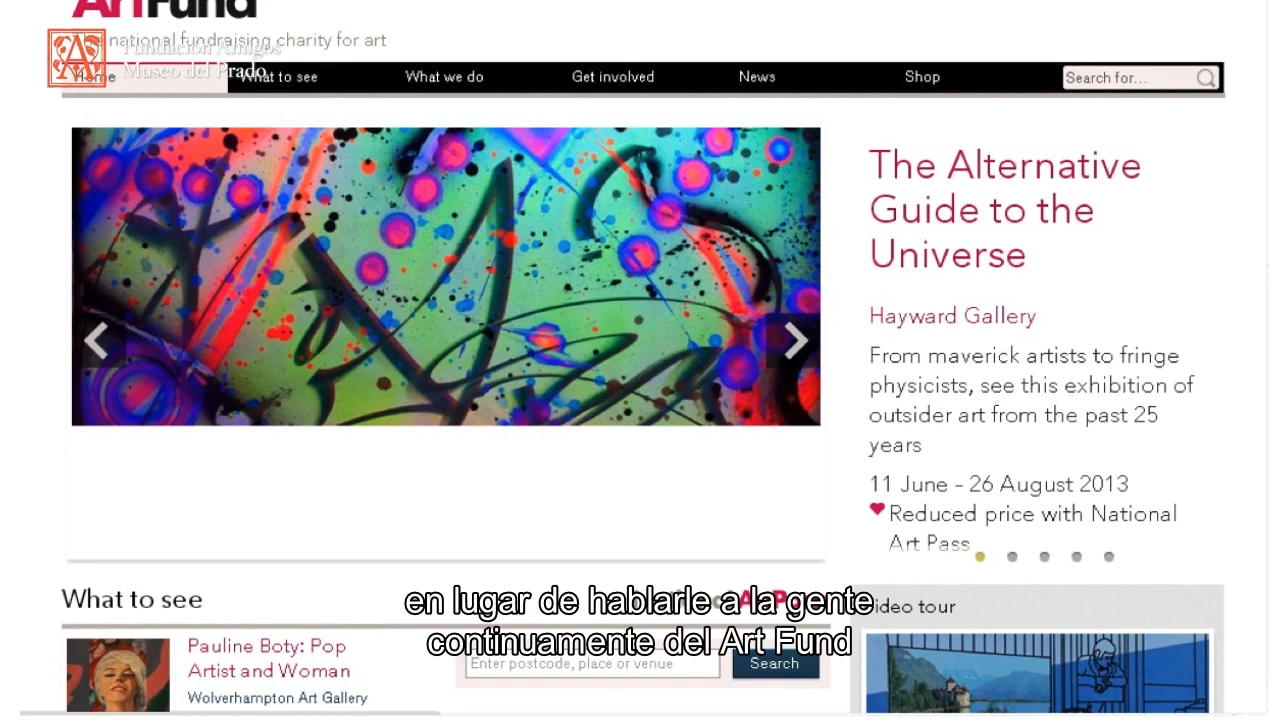 ArtFund
national fundraising charity for art
Fundación Amigos
Museo del Prado
Home
What to see
What we do
Get involved
News
Shop
Search for...
The Alternative
Guide to the
Universe
Hayward Gallery
From maverick artists to fringe
physicists, see this exhibition of
outsider art from the past 25
years
11 June - 26 August 2013
Reduced price with National
Art Pass
What to see
en lugar de hablarle a la gente
continuamente del Art Fund
video tour
Pauline Boty: Pop
Artist and Woman
Wolverhampton Art Gallery
Enter postcode, place or venue
Search